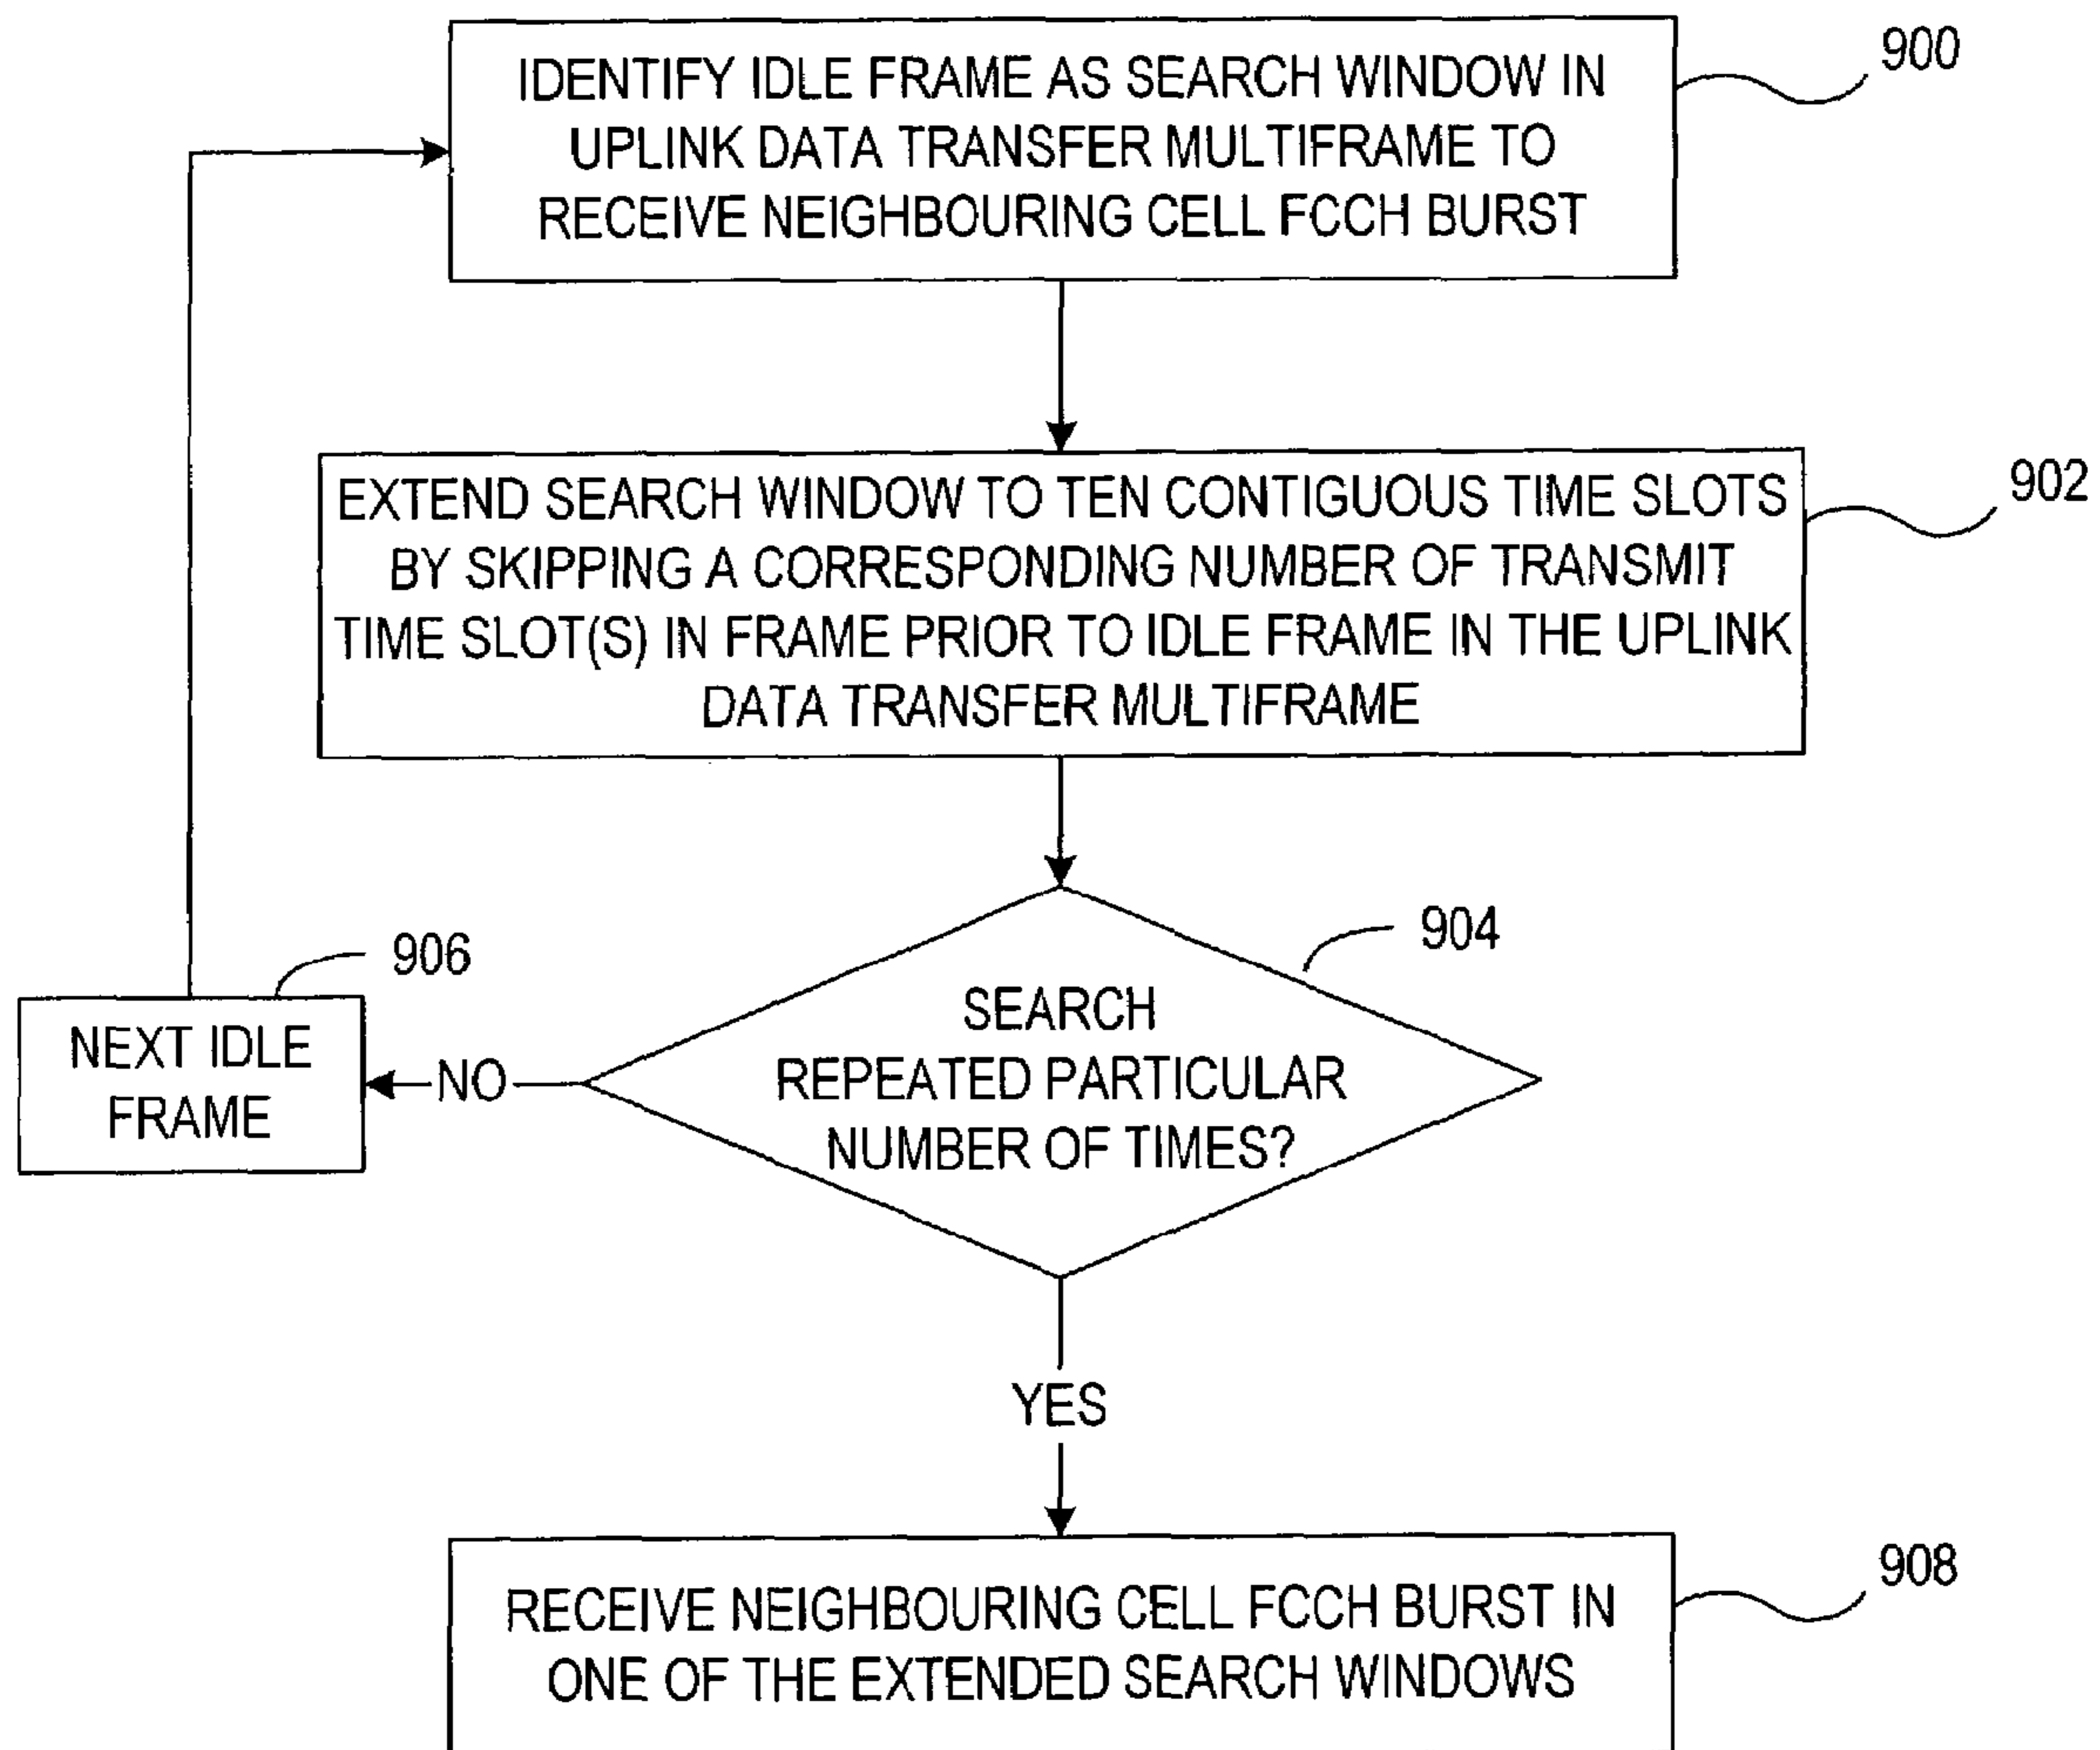 IDENTIFY IDLE FRAME AS SEARCH WINDOW IN
UPLINK DATA TRANSFER MULTIFRAME TO
RECEIVE NEIGHBOURING CELL FCCH BURST
900
EXTEND SEARCH WINDOW TO TEN CONTIGUOUS TIME SLOTS
BY SKIPPING A CORRESPONDING NUMBER OF TRANSMIT
TIME SLOT(S) IN FRAME PRIOR TO IDLE FRAME IN THE UPLINK
DATA TRANSFER MULTIFRAME
902
904
SEARCH
REPEATED PARTICULAR
NUMBER OF TIMES?
NO
906
NEXT IDLE
FRAME
YES
908
RECEIVE NEIGHBOURING CELL FCCH BURST IN
ONE OF THE EXTENDED SEARCH WINDOWS